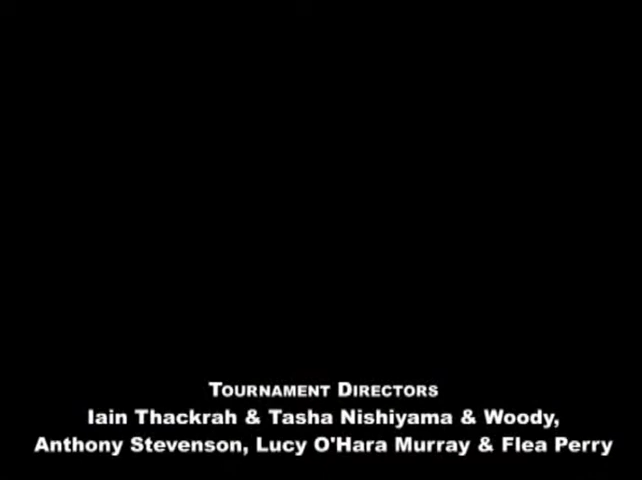 Tournament Directors
Iain Thackrah & Tasha Nishiyama & Woody,
Anthony Stevenson, Lucy O'Hara Murray & Flea Perry